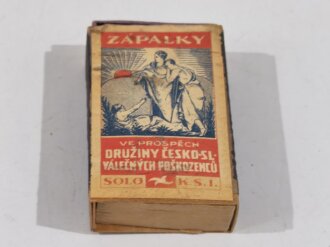 ZÁPALKY
VE PROSPĚCH
DRUŽINY ČESKO-SL.
VÁLEČNÝCH POŠKOZENCŮ
SOLO K.S.I.